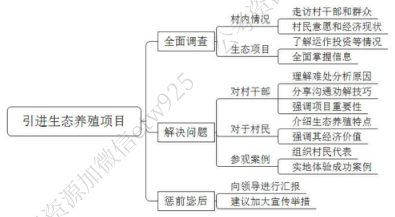 引进生态养殖项目
全面调查
村内情况
走访村干部和群众
村民意愿和经济现状
生态项目
了解运作投资等情况
全面掌握信息
解决问题
对村干部
理解难处分析原因
分享沟通劝解技巧
强调项目重要性
对于村民
介绍生态养殖特点
强调其经济价值
参观案例
组织村民代表
实地体验成功案例
惩前毖后
向领导进行汇报
建议加大宣传举措